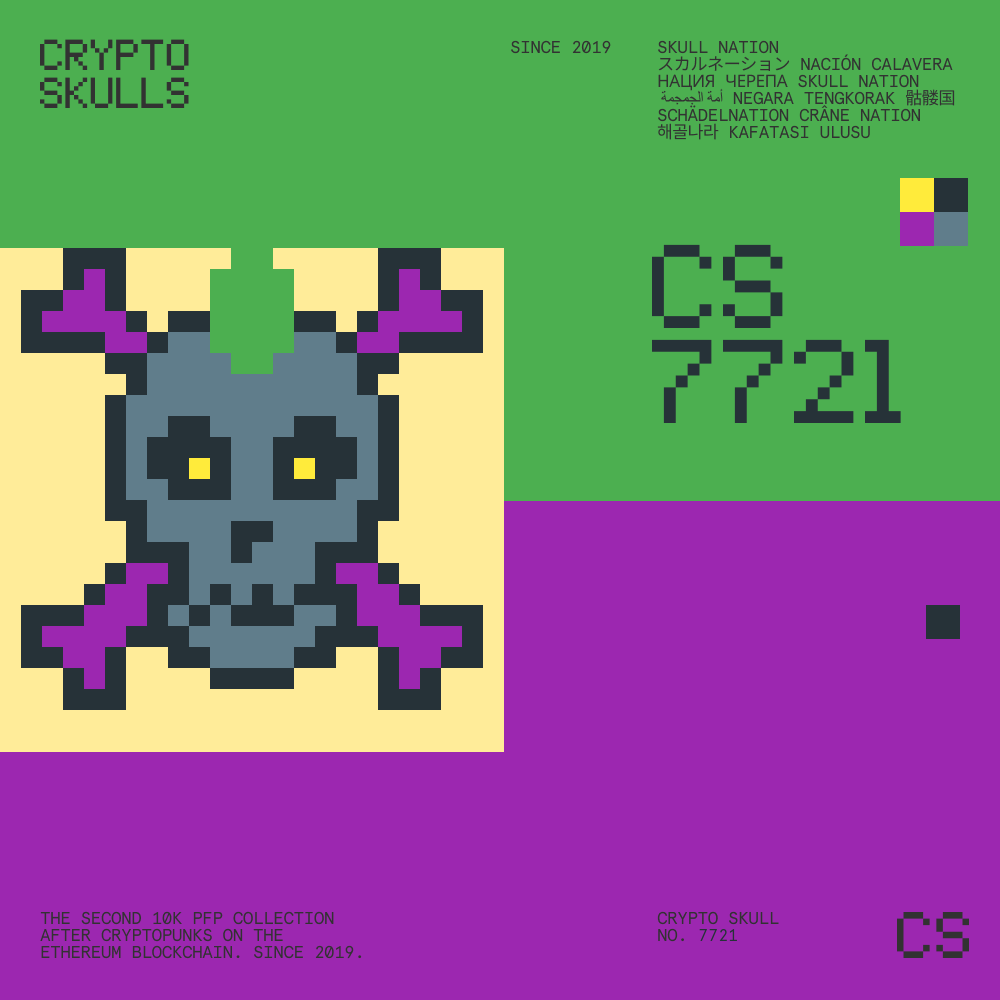 CRYPTO
SKULLS
SINCE 2019
SKULL NATION
スカルネーション NACIÓN CALAVERA
НАЦИЯ ЧЕРЕПА SKULL NATION
أمة الجمجمة NEGARA TENGKORAK 骷髅国
SCHÄDELNATION CRÂNE NATION
해골나라 KAFATASI ULUSU
CS
7721
THE SECOND 10K PFP COLLECTION
AFTER CRYPTOPUNKS ON THE
ETHEREUM BLOCKCHAIN. SINCE 2019.
CRYPTO SKULL
NO. 7721
CS